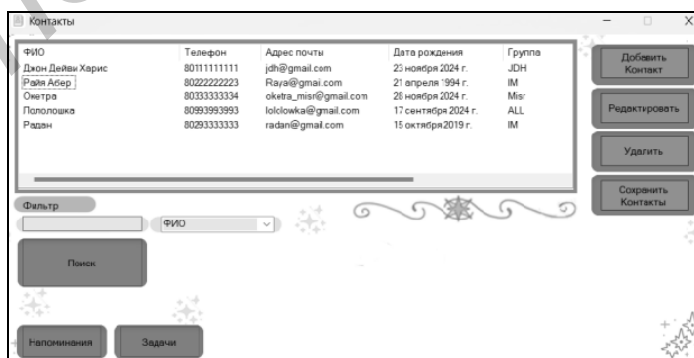 Контакты
ФИО Телефон Адрес почты Дата рождения Группа
Джон Дейви Харис 80111111111 jdh@gmail.com 23 ноября 2024 г. JDH
Райя Абер 80222222223 Raya@gmai.com 21 апреля 1994 г. IM
Окетра 80333333334 oketra_misr@gmail.com 28 ноября 2024 г. Misr
Пололошка 80993993993 lololowka@gmail.com 17 сентября 2024 г. ALL
Радан 80293333333 radan@gmail.com 15 октября 2019 г. IM
Добавить
Контакт
Редактировать
Удалить
Сохранить
Контакты
Фильтр
ФИО
Поиск
Напоминания Задачи